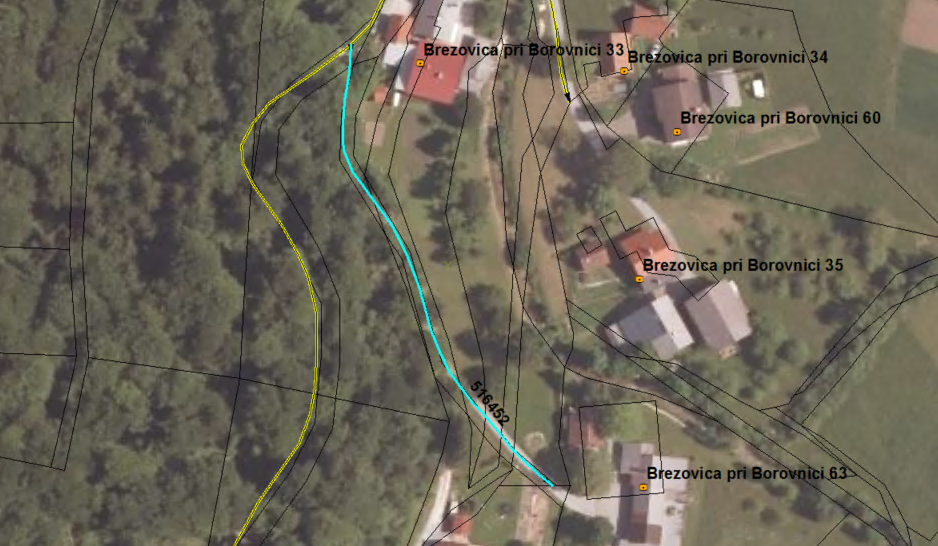 Brezovica pri Borovnici 33
Brezovica pri Borovnici 34
Brezovica pri Borovnici 60
Brezovica pri Borovnici 35
516452
Brezovica pri Borovnici 63